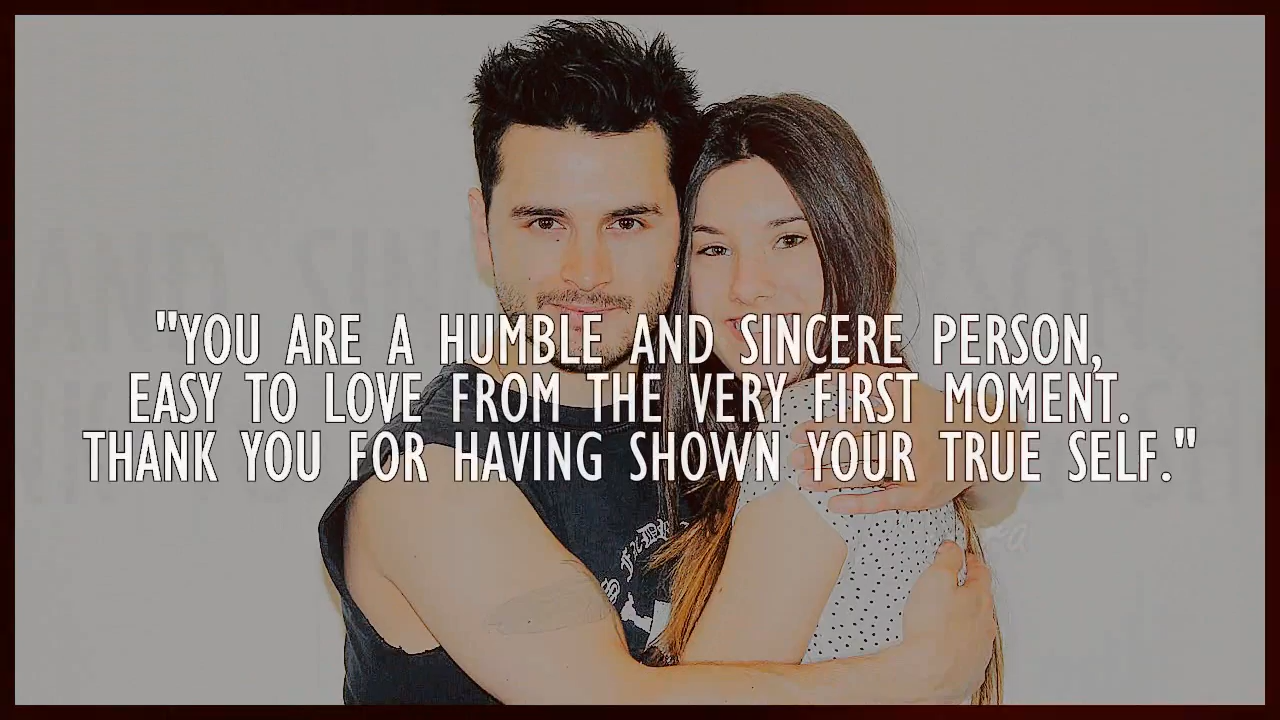 "YOU ARE A HUMBLE AND SINCERE PERSON,
EASY TO LOVE FROM THE VERY FIRST MOMENT.
THANK YOU FOR HAVING SHOWN YOUR TRUE SELF."